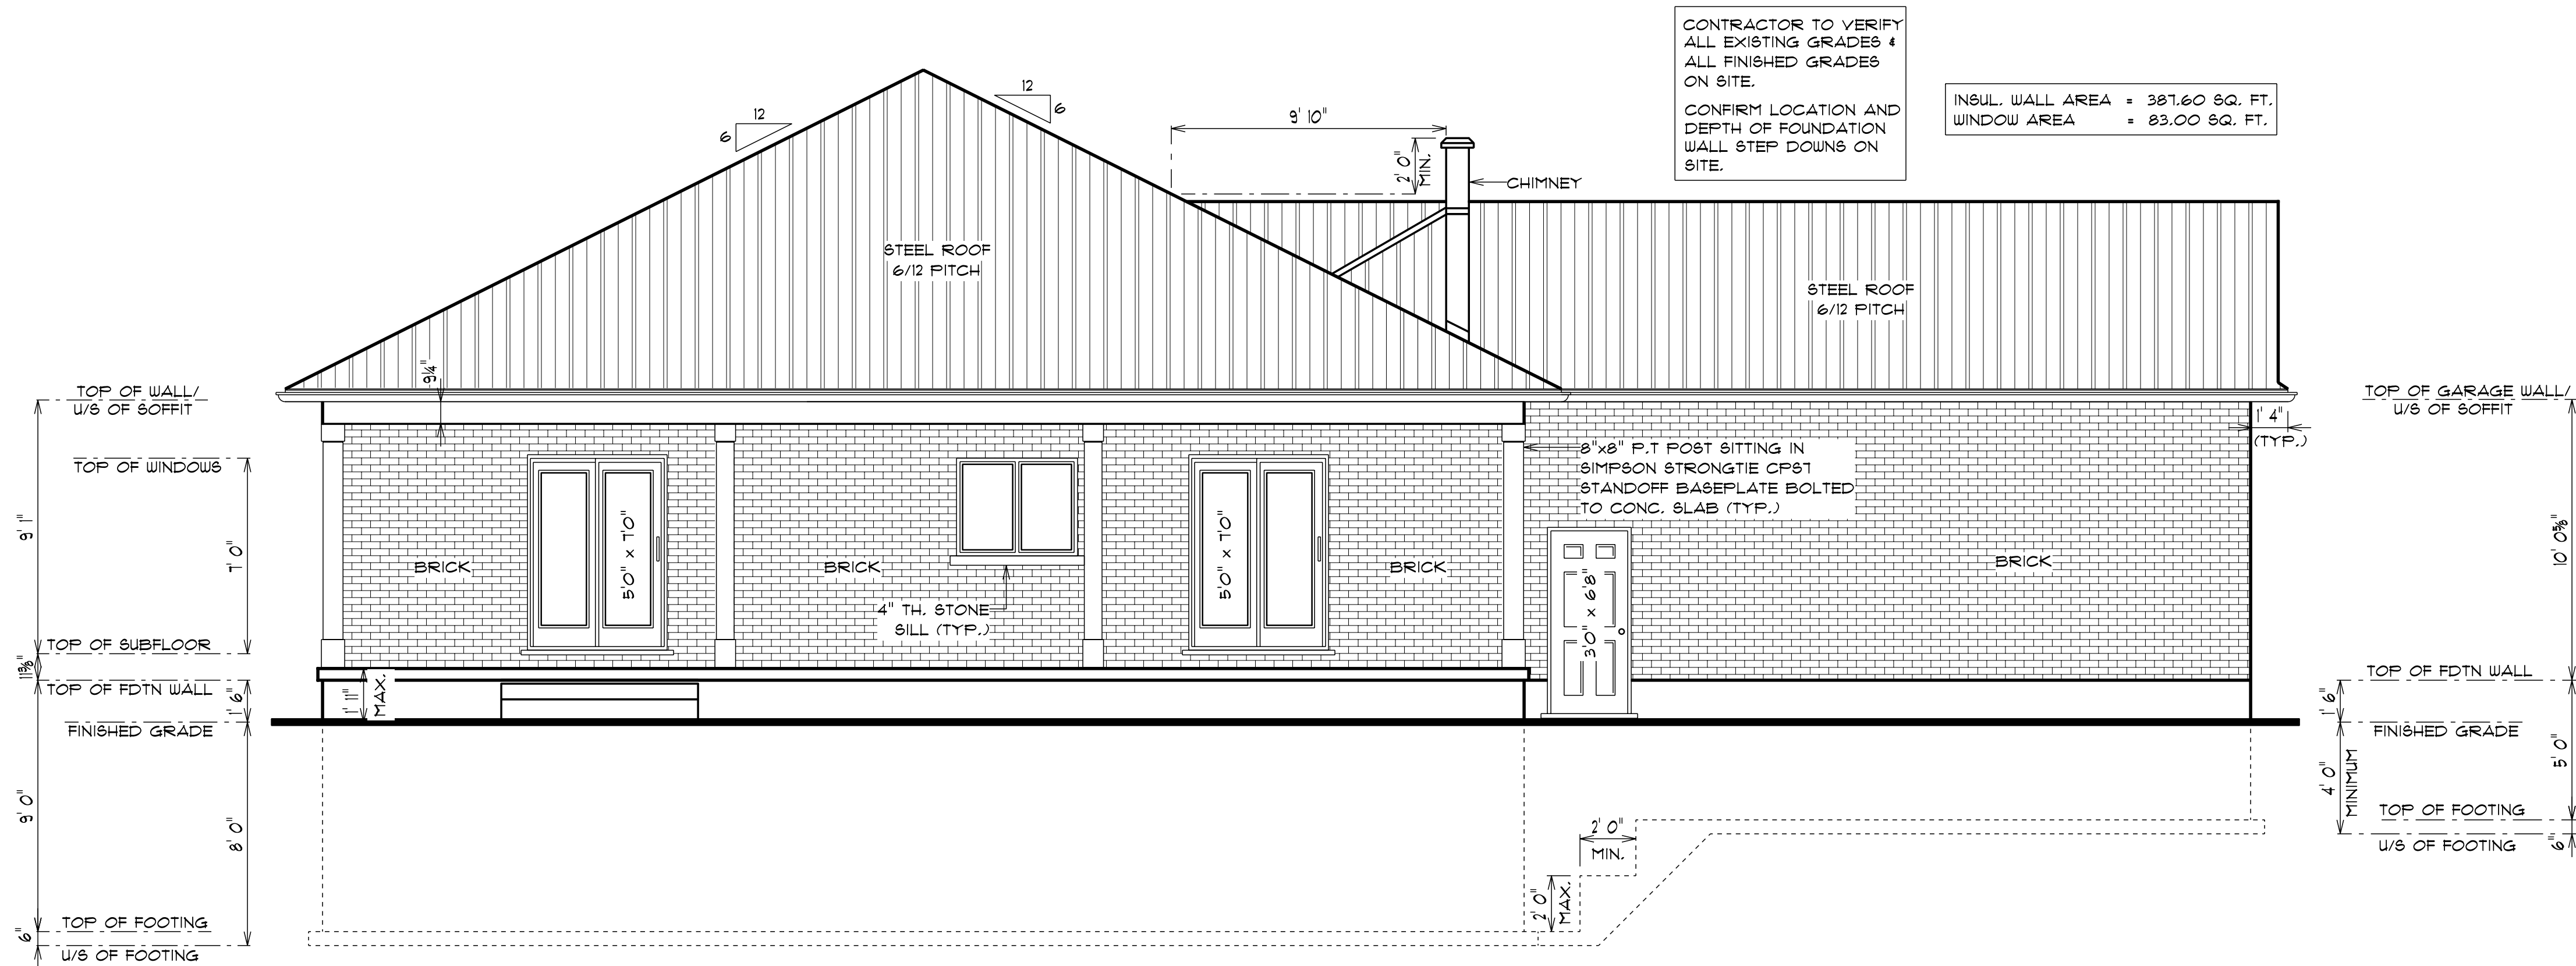 CONTRACTOR TO VERIFY
ALL EXISTING GRADES &
ALL FINISHED GRADES
ON SITE.
CONFIRM LOCATION AND
DEPTH OF FOUNDATION
WALL STEP DOWNS ON
SITE.
INSUL. WALL AREA = 387.60 SQ. FT.
WINDOW AREA = 83.00 SQ. FT.
12
6
12
6
9' 10"
2' 0"
MIN.
CHIMNEY
STEEL ROOF
6/12 PITCH
STEEL ROOF
6/12 PITCH
9¼"
TOP OF WALL/
U/S OF SOFFIT
TOP OF WINDOWS
9' 1"
7' 0"
TOP OF SUBFLOOR
11⅜"
TOP OF FDTN WALL
1' 6"
FINISHED GRADE
9' 0"
8' 0"
TOP OF FOOTING
6"
U/S OF FOOTING
1' 11"
MAX.
BRICK
5'0" x 7'0"
BRICK
4" TH. STONE
SILL (TYP.)
5'0" x 7'0"
BRICK
8"x8" P.T POST SITTING IN
SIMPSON STRONGTIE CPS7
STANDOFF BASEPLATE BOLTED
TO CONC. SLAB (TYP.)
3'0" x 6'8"
BRICK
2' 0"
MIN.
2' 0"
MAX.
TOP OF GARAGE WALL/
U/S OF SOFFIT
1' 4"
(TYP.)
10' 0⅝"
TOP OF FDTN WALL
1' 6"
FINISHED GRADE
4' 0"
MINIMUM
5' 0"
TOP OF FOOTING
6"
U/S OF FOOTING